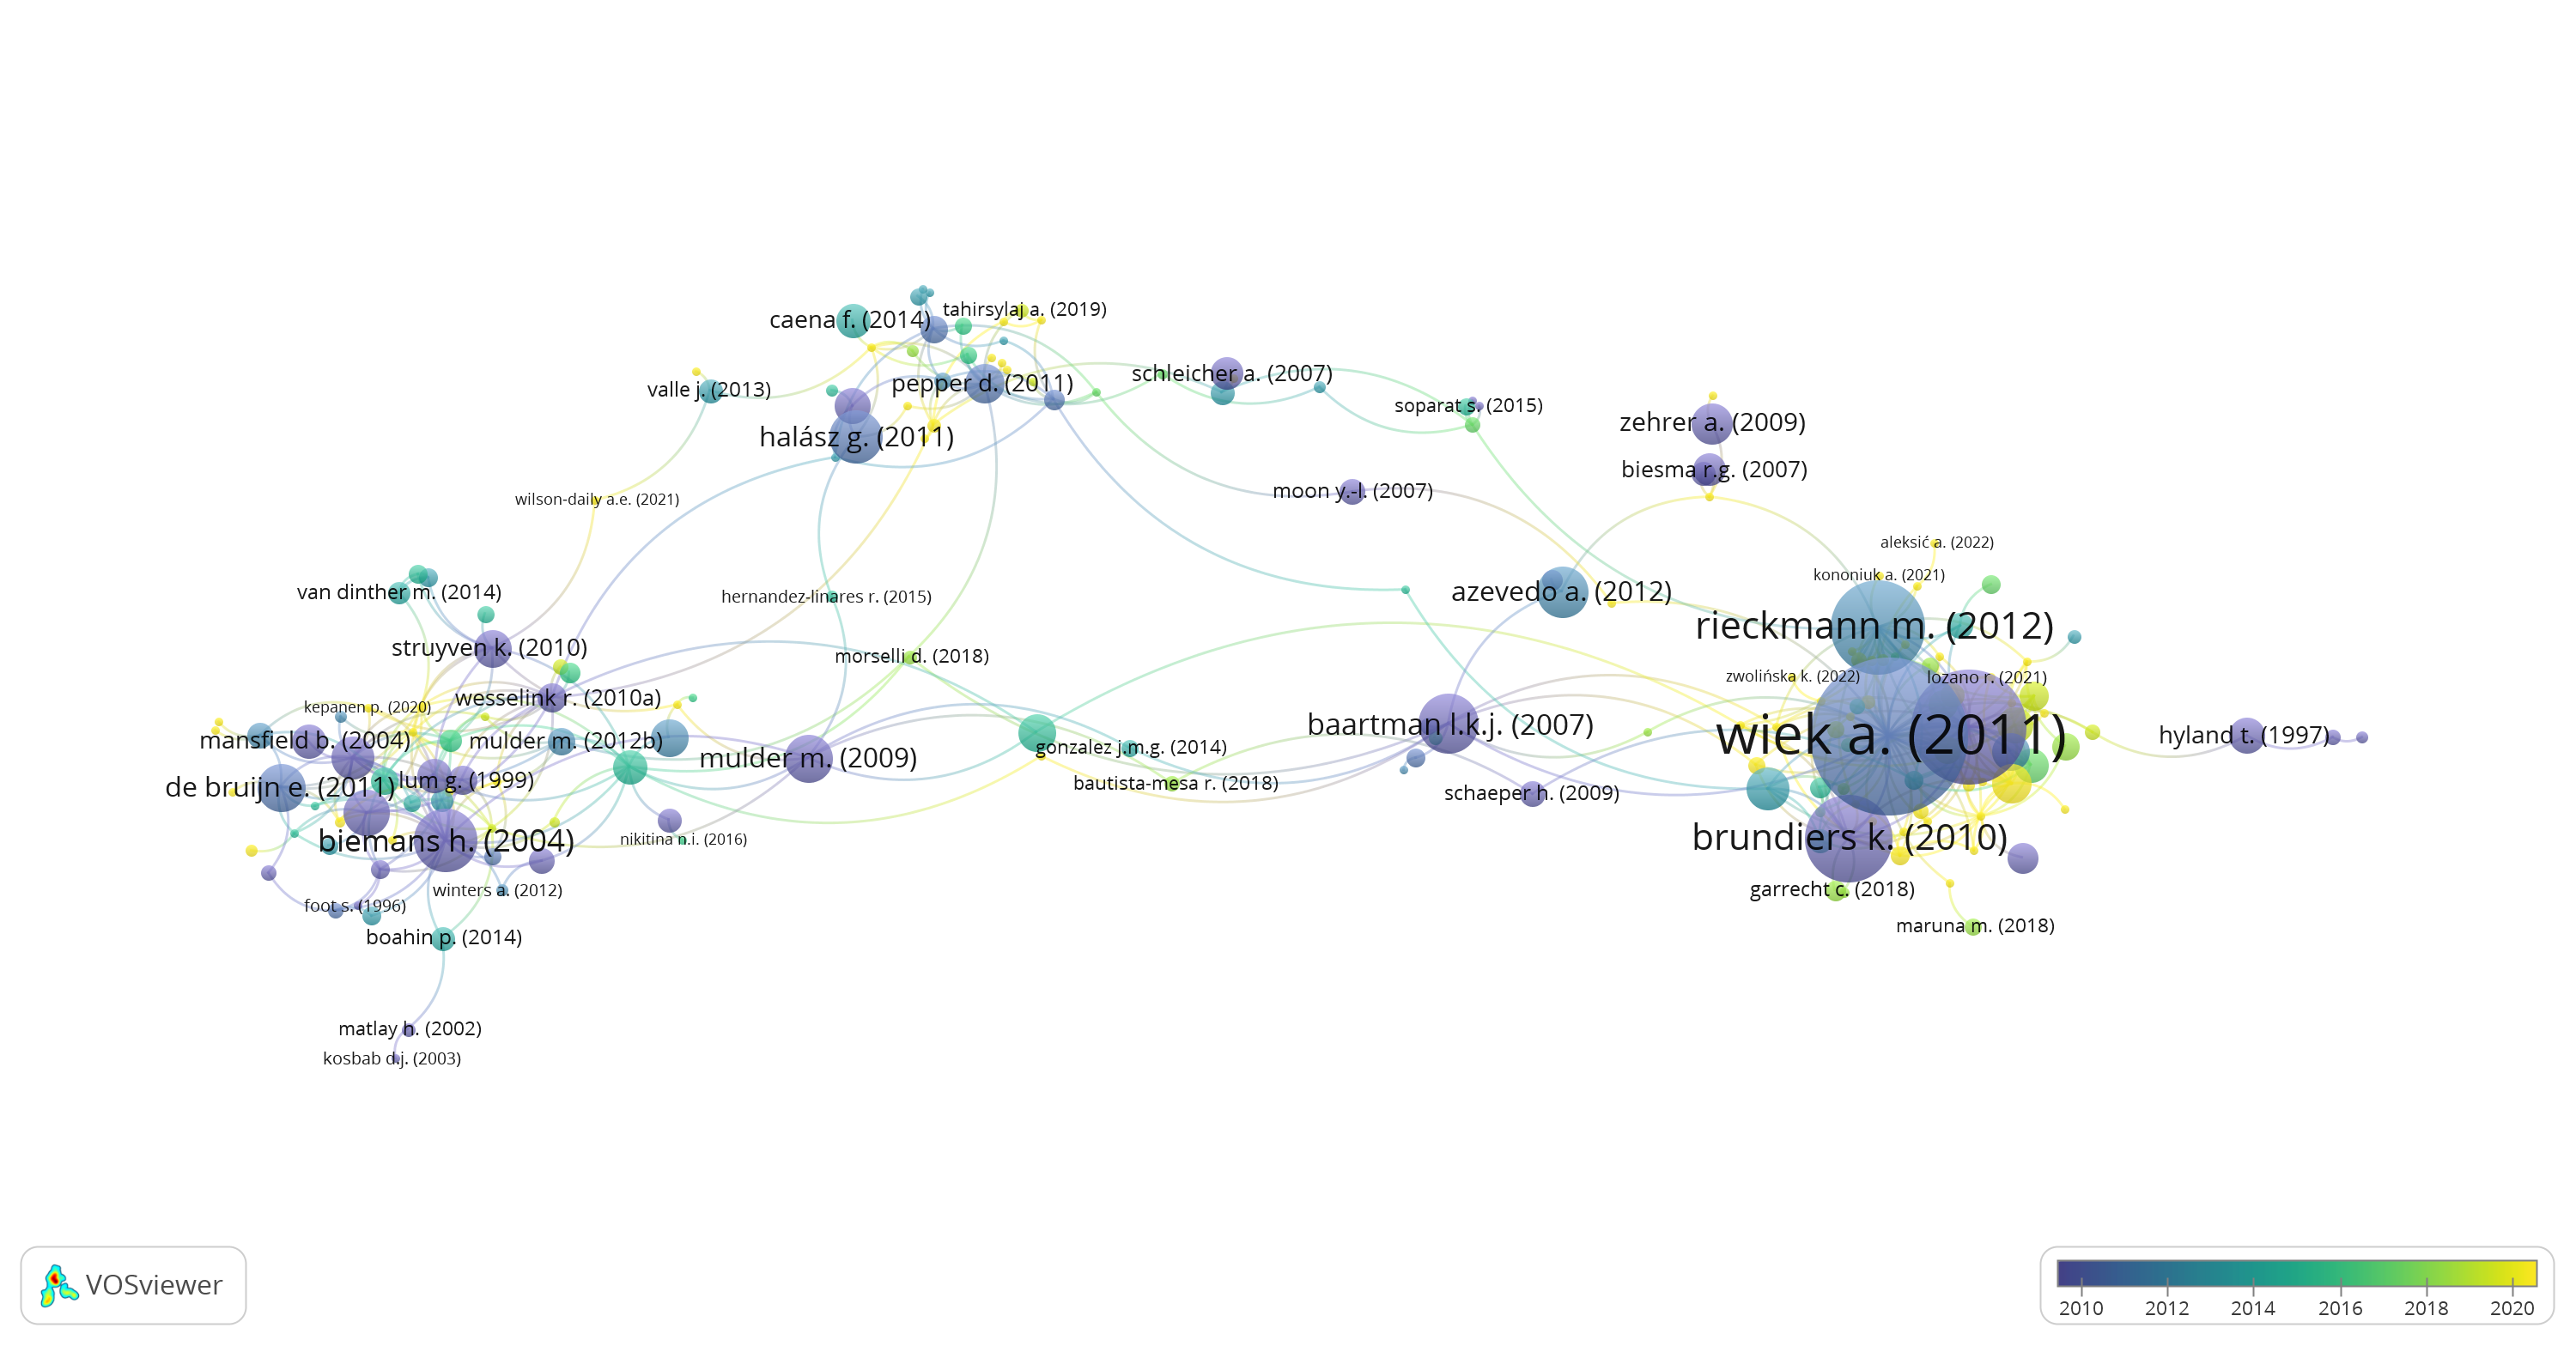 tahirsylaj a. (2019)
caena f. (2014)
schleicher a. (2007)
pepper d. (2011)
valle j. (2013)
soparat s. (2015)
zehrer a. (2009)
halász g. (2011)
biesma r.g. (2007)
moon y.-l. (2007)
wilson-daily a.e. (2021)
aleksić a. (2022)
kononiuk a. (2021)
van dinther m. (2014)
azevedo a. (2012)
hernandez-linares r. (2015)
rieckmann m. (2012)
struyven k. (2010)
morselli d. (2018)
zwolińska k. (2022)
lozano r. (2021)
wesselink r. (2010a)
kepanen p. (2020)
baartman l.k.j. (2007)
wiek a. (2011)
hyland t. (1997)
mansfield b. (2004)
mulder m. (2012b)
gonzalez j.m.g. (2014)
mulder m. (2009)
lum g. (1999)
bautista-mesa r. (2018)
de bruijn e. (2011)
schaeper h. (2009)
brundiers k. (2010)
biemans h. (2004)
nikitina n.i. (2016)
winters a. (2012)
garrecht c. (2018)
foot s. (1996)
maruna m. (2018)
boahin p. (2014)
matlay h. (2002)
kosbab d.j. (2003)
VOSviewer
2010 2012 2014 2016 2018 2020